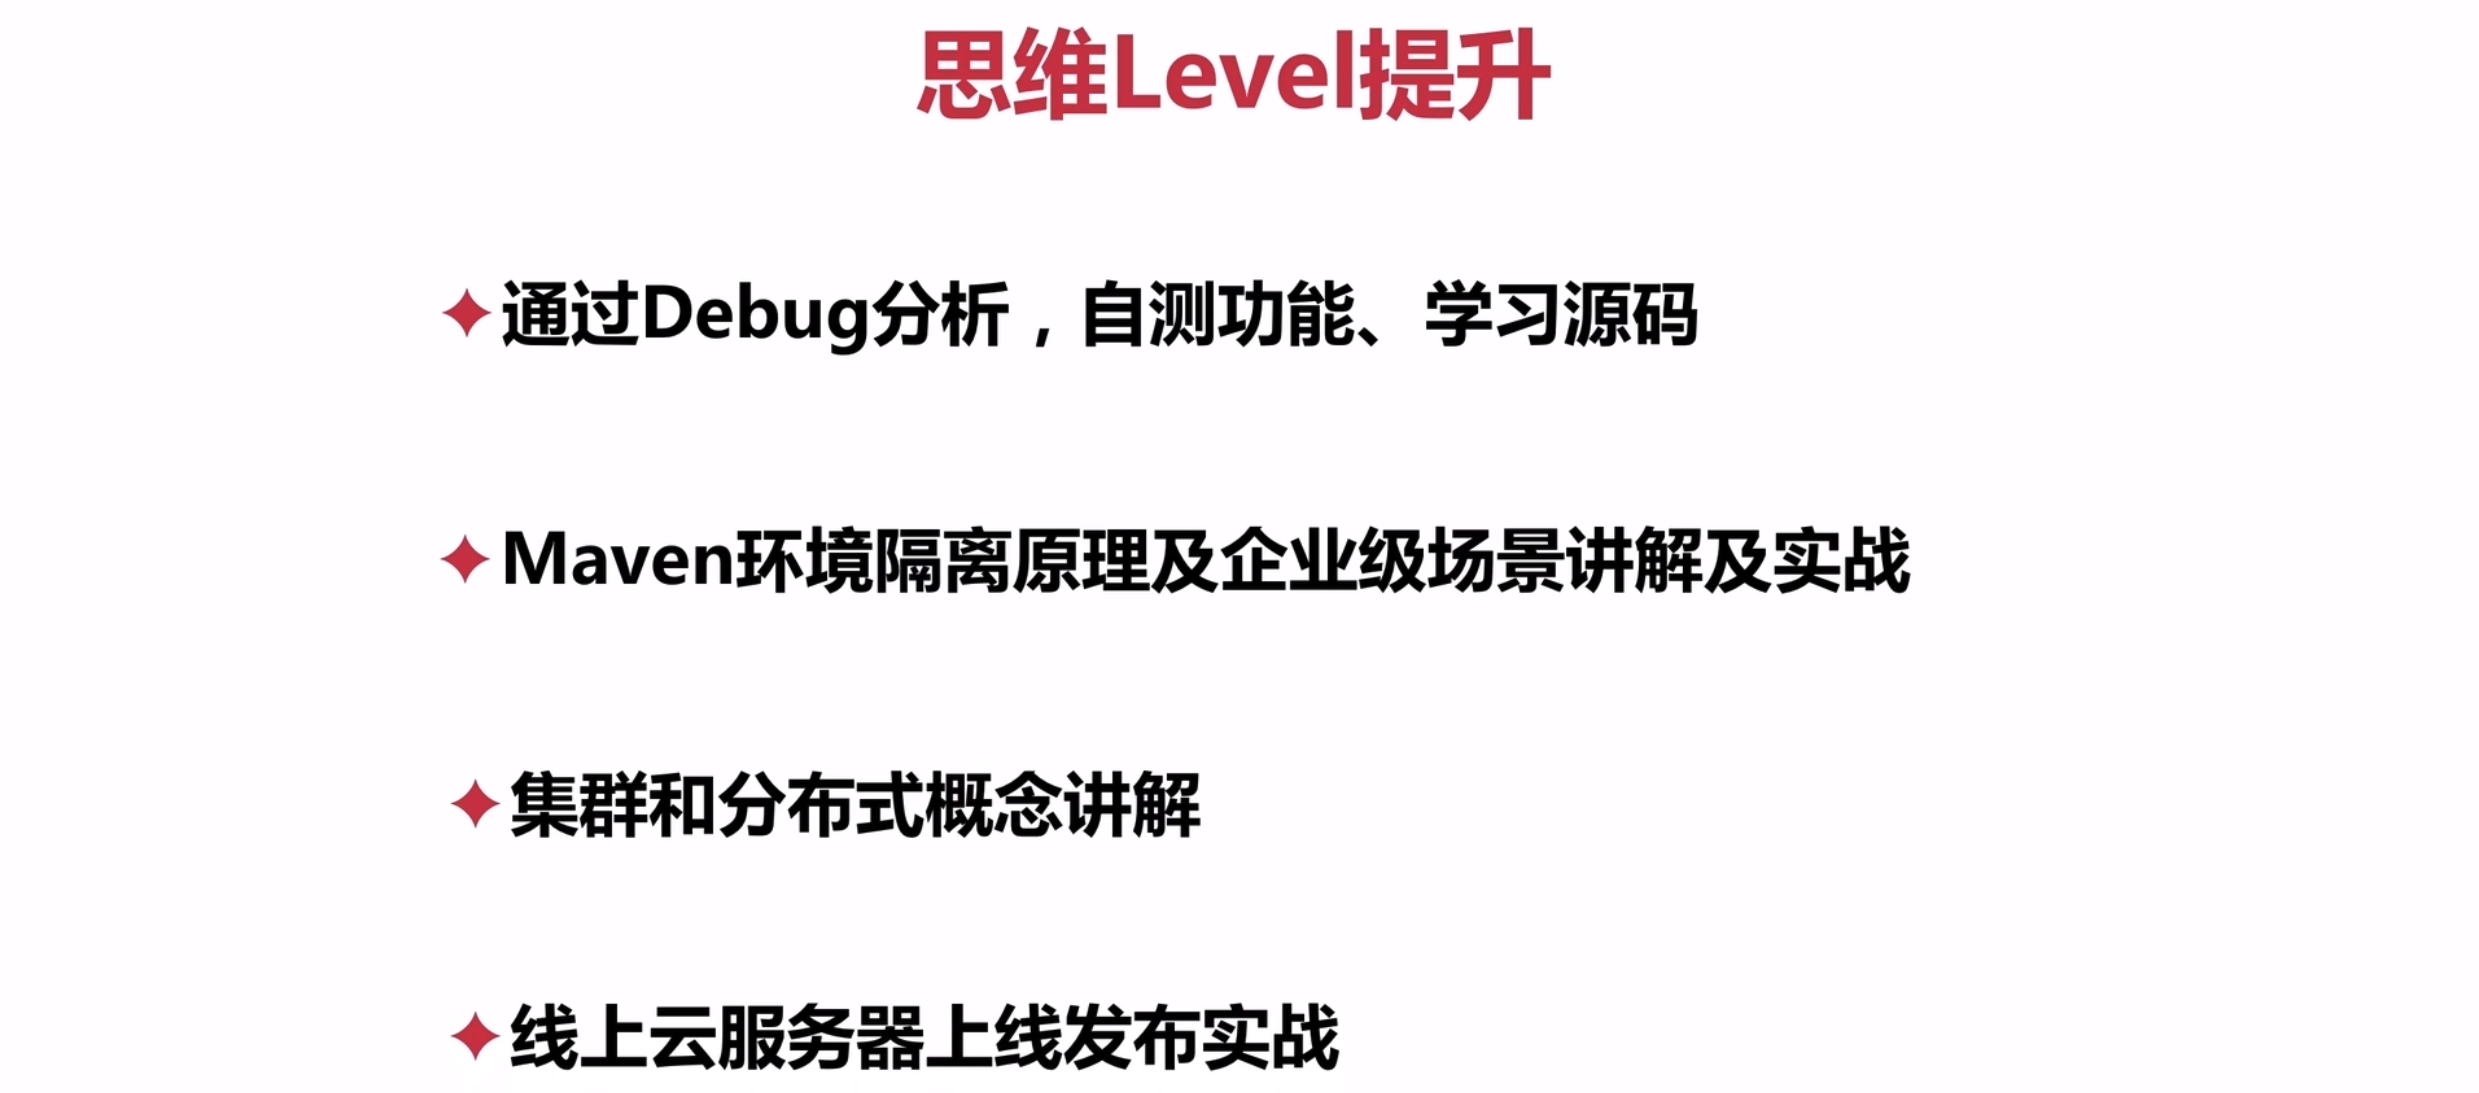 思维Level提升
通过Debug分析，自测功能、学习源码
Maven环境隔离原理及企业级场景讲解及实战
集群和分布式概念讲解
线上云服务器上线发布实战